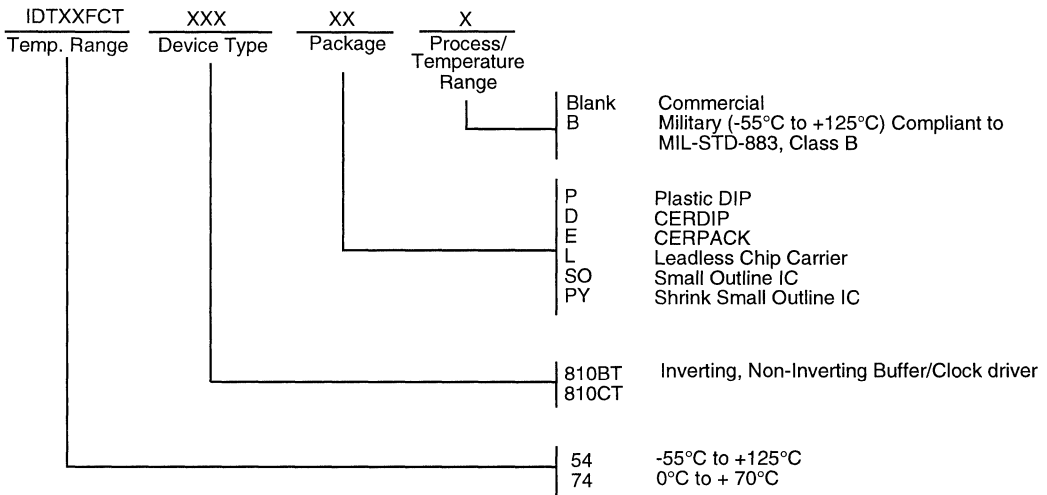 IDTXXFCT XXX XX X
Temp. Range Device Type Package Process/
Temperature
Range
Blank Commercial
B Military (-55°C to +125°C) Compliant to
MIL-STD-883, Class B
P Plastic DIP
D CERDIP
E CERPACK
L Leadless Chip Carrier
SO Small Outline IC
PY Shrink Small Outline IC
810BT Inverting, Non-Inverting Buffer/Clock driver
810CT
54 -55°C to +125°C
74 0°C to + 70°C